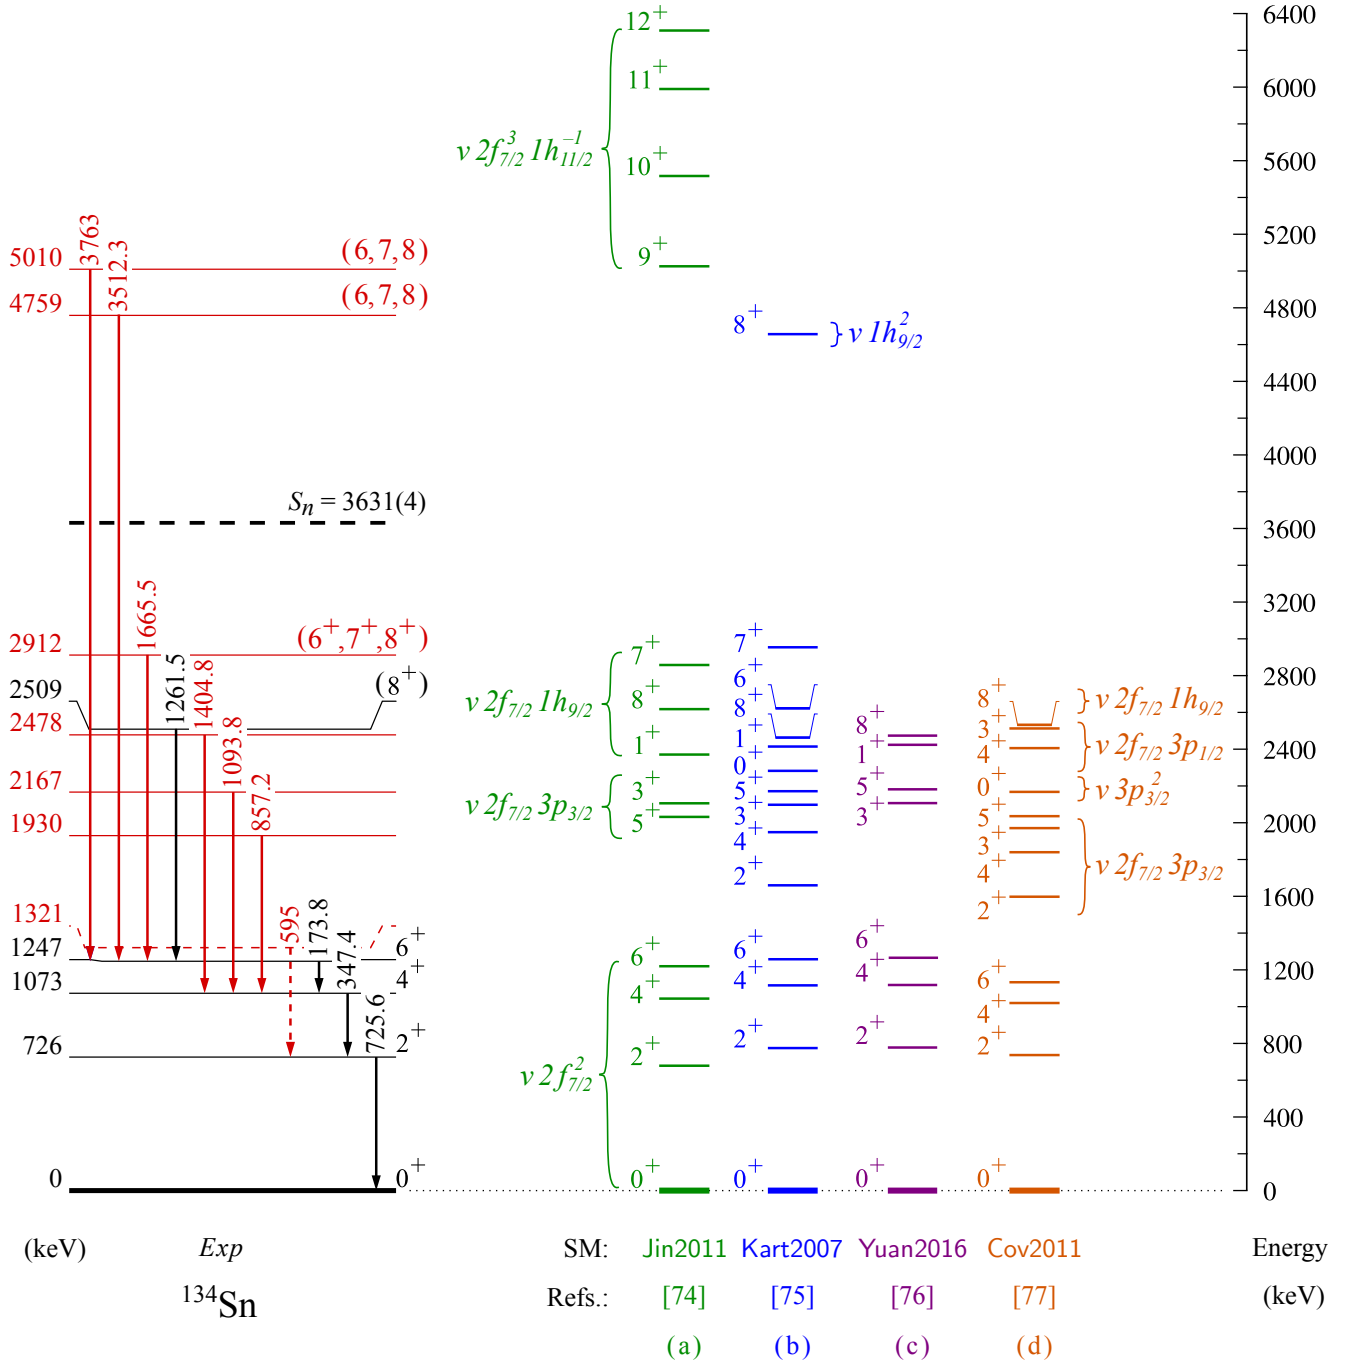 12⁺ 6400
11⁺ 6000
ν 2f³₇/₂ 1h⁻¹₁₁/₂ 10⁺ 5600
5010 3763 (6,7,8) 9⁺ 5200
4759 3512.3 (6,7,8) 8⁺ } ν 1h²₉/₂ 4800
4400
4000
Sₙ = 3631(4) 3600
3200
2912 1665.5 (6⁺,7⁺,8⁺) 7⁺ 7⁺
2509 1261.5 (8⁺) ν 2f₇/₂ 1h₉/₂ 8⁺ 6⁺ 8⁺ 8⁺ 8⁺ ν 2f₇/₂ 1h₉/₂ 2800
2478 1404.8 1⁺ 1⁺ 1⁺ 3⁺ 4⁺ ν 2f₇/₂ 3p₁/₂ 2400
2167 1093.8 ν 2f₇/₂ 3p₃/₂ 3⁺ 0⁺ 5⁺ 5⁺ 0⁺ ν 3p²₃/₂
1930 857.2 5⁺ 3⁺ 4⁺ 3⁺ 5⁺ 3⁺ 2000
2⁺ 4⁺ 2⁺ ν 2f₇/₂ 3p₃/₂ 1600
1321 595
1247 173.8 6⁺ 6⁺ 6⁺ 6⁺ 6⁺ 1200
1073 347.4 4⁺ 4⁺ 4⁺ 4⁺ 4⁺
726 725.6 2⁺ 2⁺ 2⁺ 2⁺ 2⁺ 800
ν 2f²₇/₂
400
0 0⁺ 0⁺ 0⁺ 0⁺ 0⁺ 0
(keV) Exp SM: Jin2011 Kart2007 Yuan2016 Cov2011 Energy
¹³⁴Sn Refs.: [74] [75] [76] [77] (keV)
(a) (b) (c) (d)